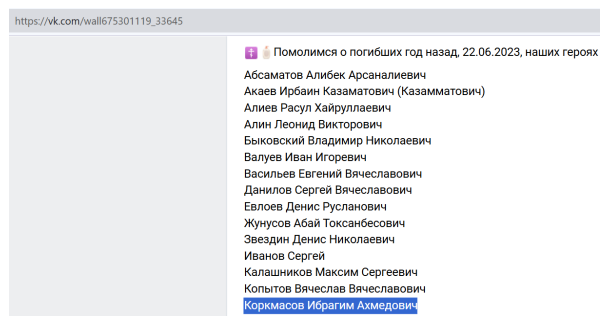 https://vk.com/wall675301119_33645
✝️🕯️Помолимся о погибших год назад, 22.06.2023, наших героях
Абсаматов Алибек Арсаналиевич
Акаев Ирбаин Казаматович (Казамматович)
Алиев Расул Хайруллаевич
Алин Леонид Викторович
Быковский Владимир Николаевич
Валуев Иван Игоревич
Васильев Евгений Вячеславович
Данилов Сергей Вячеславович
Евлоев Денис Русланович
Жунусов Абай Токсанбесович
Звездин Денис Николаевич
Иванов Сергей
Калашников Максим Сергеевич
Копытов Вячеслав Вячеславович
Коркмасов Ибрагим Ахмедович